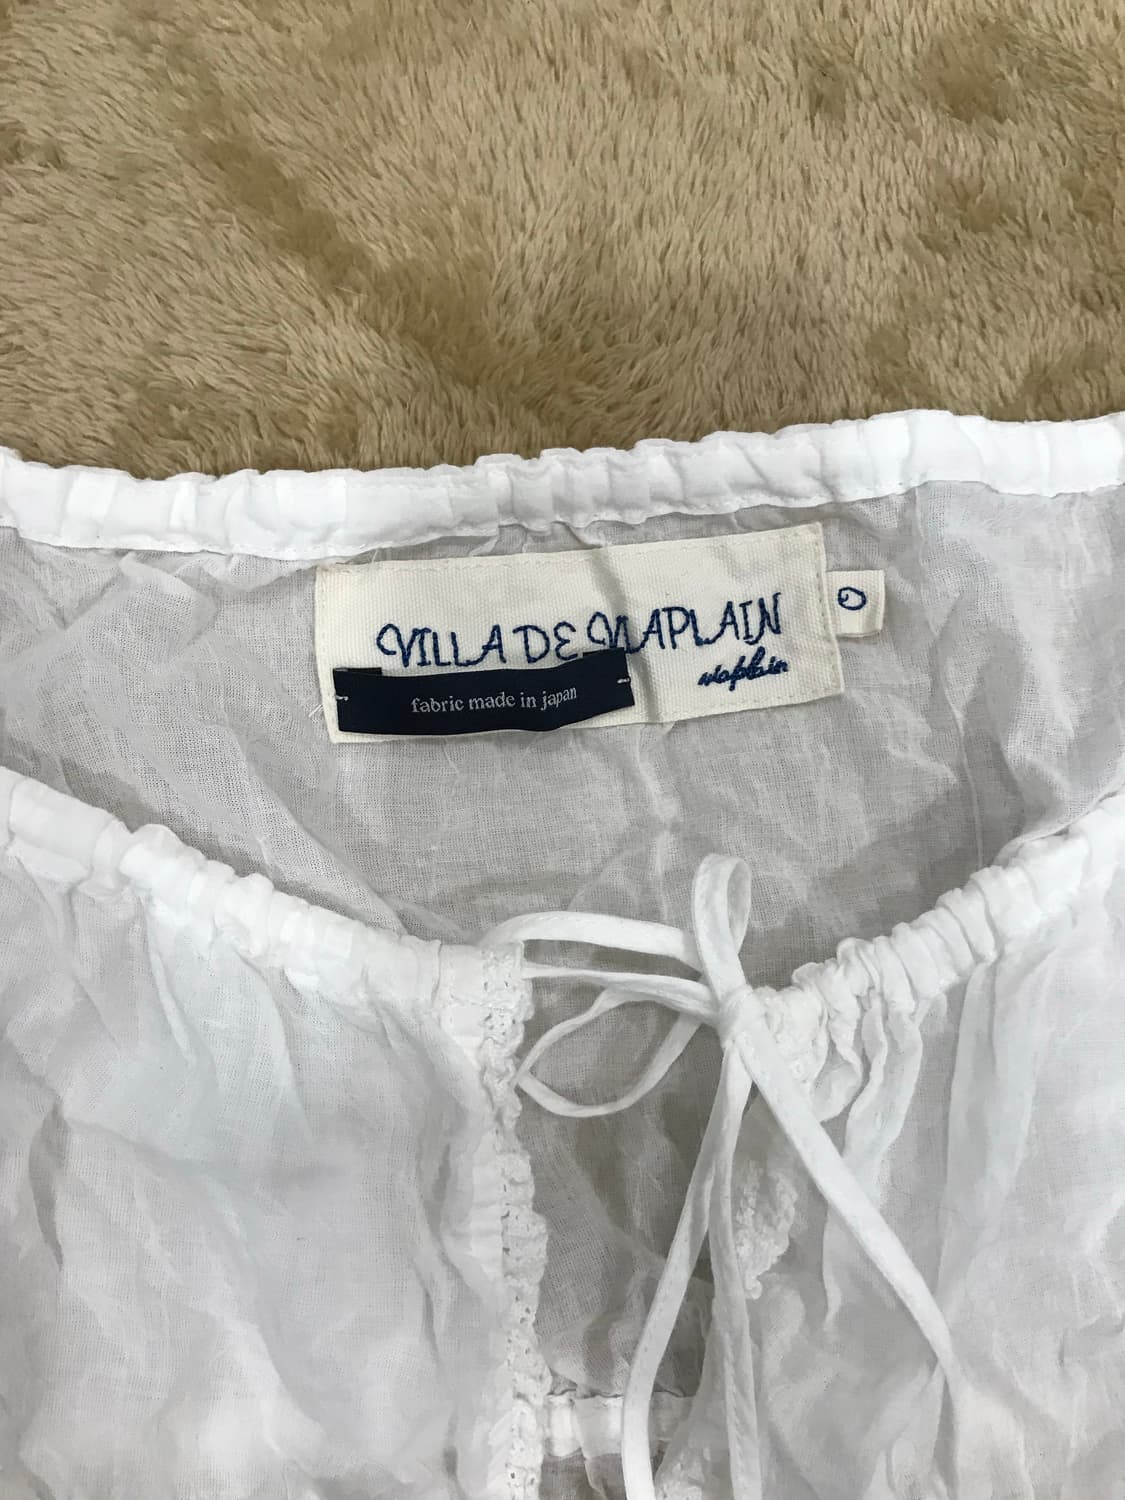 VILLA DE VIAPLAIN
viaplain
fabric made in japan
0